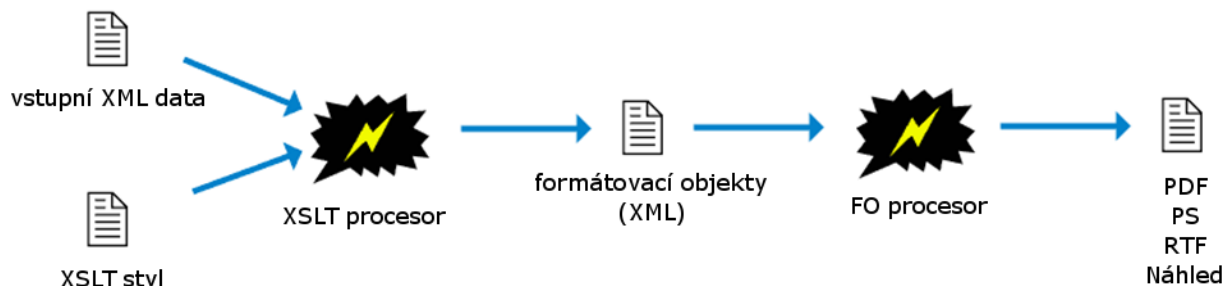 vstupní XML data
XSLT styl
XSLT procesor
formátovací objekty
(XML)
FO procesor
PDF
PS
RTF
Náhled